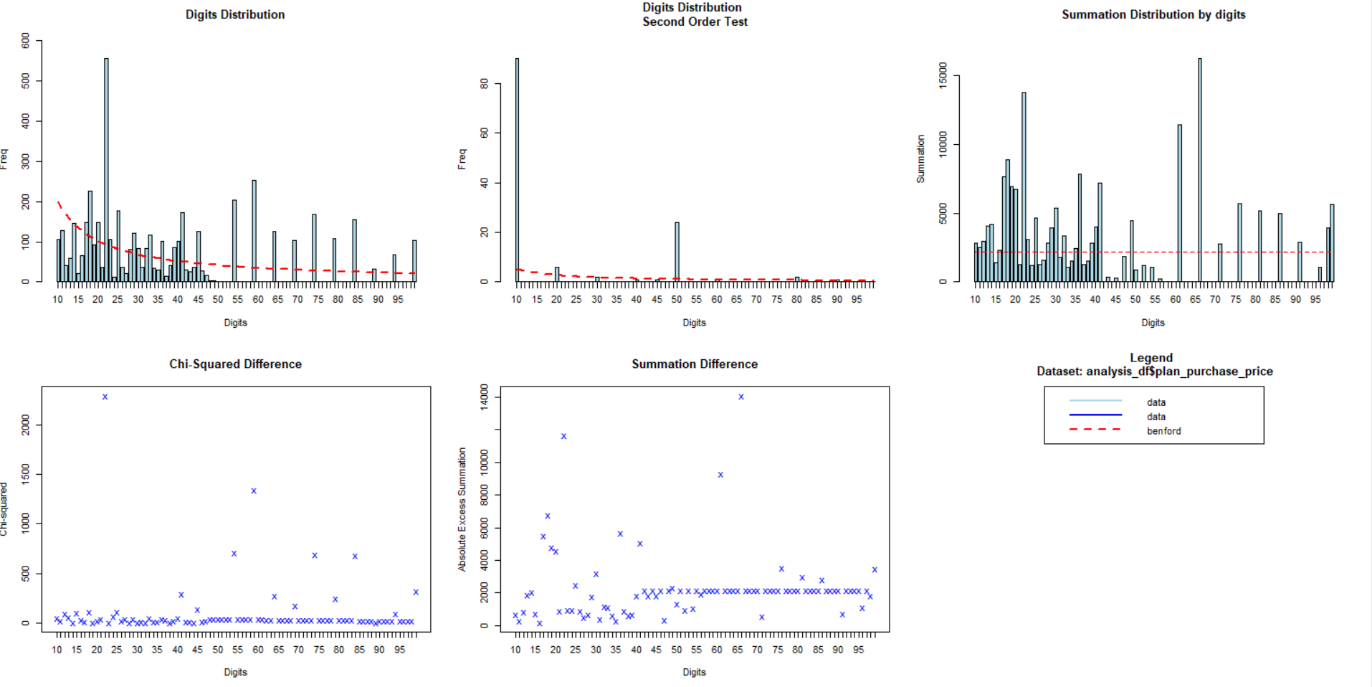 Digits Distribution
Freq
600
500
400
300
200
100
0
10 15 20 25 30 35 40 45 50 55 60 65 70 75 80 85 90 95
Digits
Digits Distribution
Second Order Test
Freq
80
60
40
20
0
10 15 20 25 30 35 40 45 50 55 60 65 70 75 80 85 90 95
Digits
Summation Distribution by digits
Summation
15000
10000
5000
0
10 15 20 25 30 35 40 45 50 55 60 65 70 75 80 85 90 95
Digits
Chi-Squared Difference
Chi-squared
2000
1500
1000
500
0
10 15 20 25 30 35 40 45 50 55 60 65 70 75 80 85 90 95
Digits
Summation Difference
Absolute Excess Summation
14000
10000
8000
6000
4000
2000
0
10 15 20 25 30 35 40 45 50 55 60 65 70 75 80 85 90 95
Digits
Legend
Dataset: analysis_df$plan_purchase_price
data
data
benford